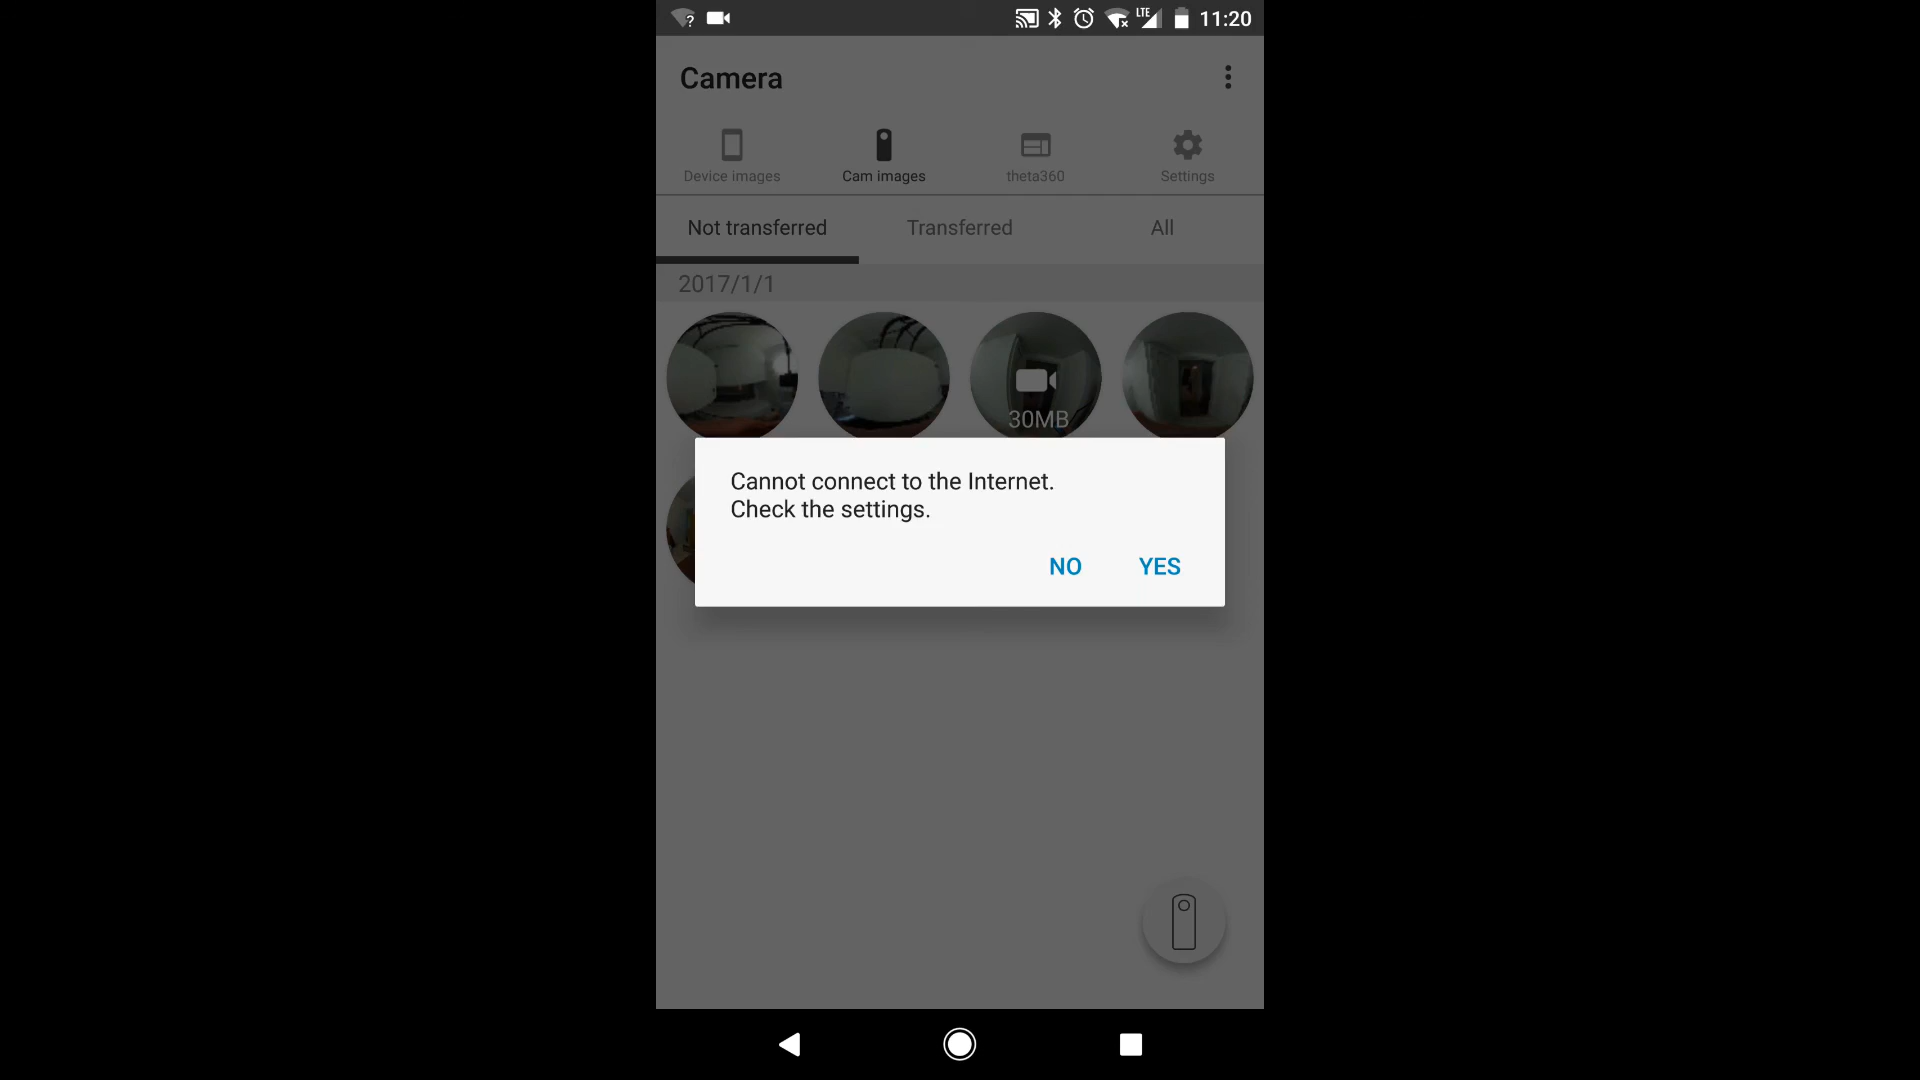 LTE 11:20
Camera
Device images Cam images theta360 Settings
Not transferred Transferred All
2017/1/1
30MB
Cannot connect to the Internet.
Check the settings.
NO YES